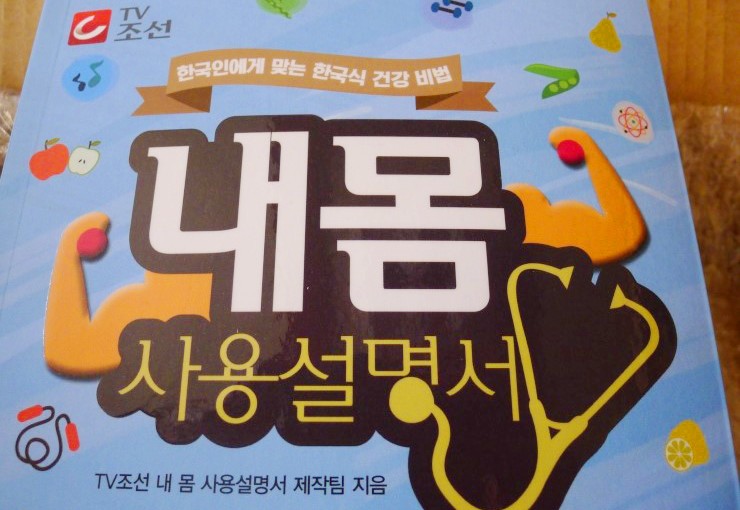 TV
조선
한국인에게 맞는 한국식 건강 비법
내몸
사용설명서
TV조선 내 몸 사용설명서 제작팀 지음